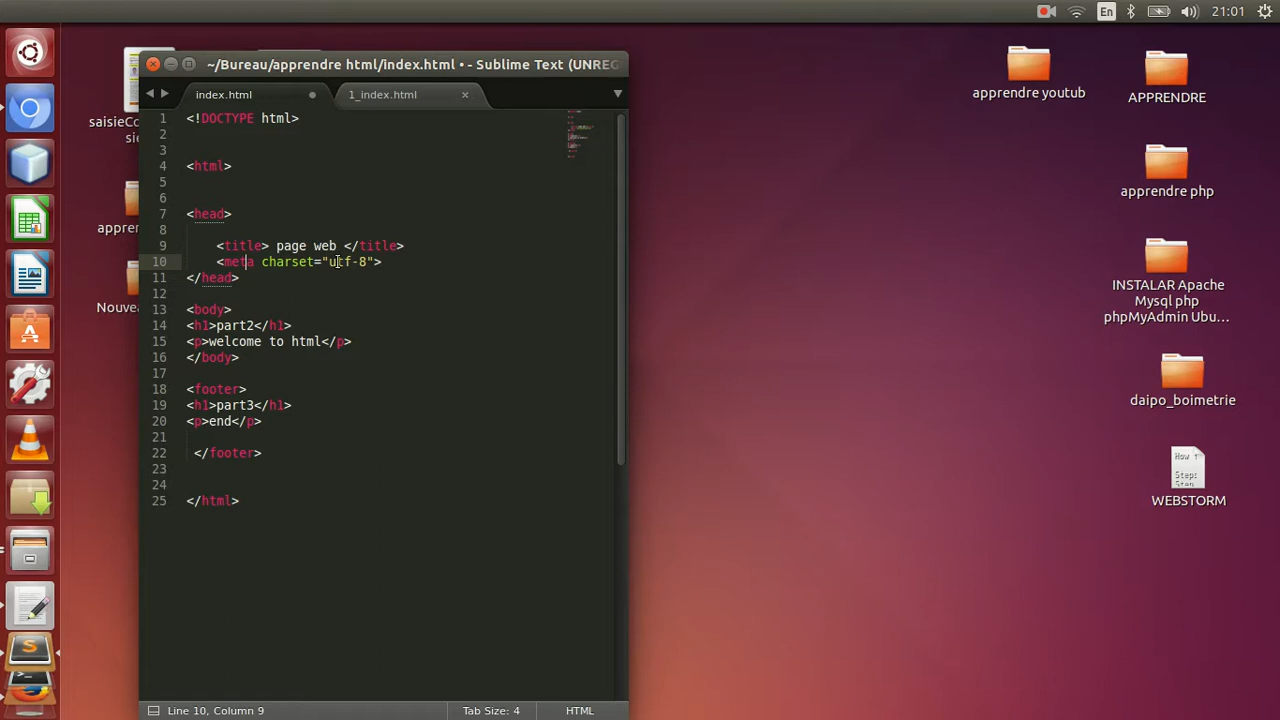 En
21:01
~/Bureau/apprendre html/index.html • - Sublime Text (UNREG
index.html
1_index.html
1 <!DOCTYPE html>
2
3
4 <html>
5
6
7 <head>
8
9 <title> page web </title>
10 <meta charset="utf-8">
11 </head>
12
13 <body>
14 <h1>part2</h1>
15 <p>welcome to html</p>
16 </body>
17
18 <footer>
19 <h1>part3</h1>
20 <p>end</p>
21
22 </footer>
23
24
25 </html>
Line 10, Column 9
Tab Size: 4
HTML
saisieCo
sie
appren
Nouve
apprendre youtub
APPRENDRE
apprendre php
INSTALAR Apache
Mysql php
phpMyAdmin Ubu...
daipo_boimetrie
WEBSTORM